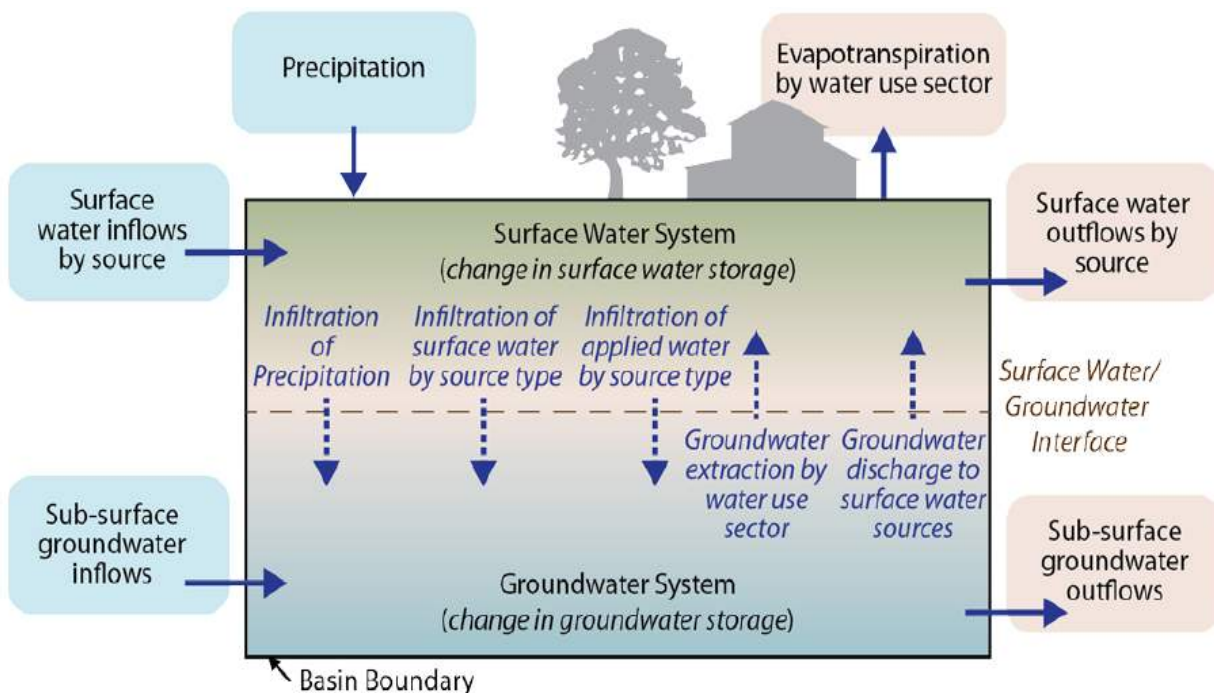 Precipitation
Evapotranspiration
by water use sector
Surface
water inflows
by source
Surface Water System
(change in surface water storage)
Surface water
outflows by
source
Infiltration
of
Precipitation
Infiltration of
surface water
by source type
Infiltration of
applied water
by source type
Surface Water/
Groundwater
Interface
Groundwater
extraction by
water use
sector
Groundwater
discharge to
surface water
sources
Sub-surface
groundwater
inflows
Groundwater System
(change in groundwater storage)
Sub-surface
groundwater
outflows
Basin Boundary